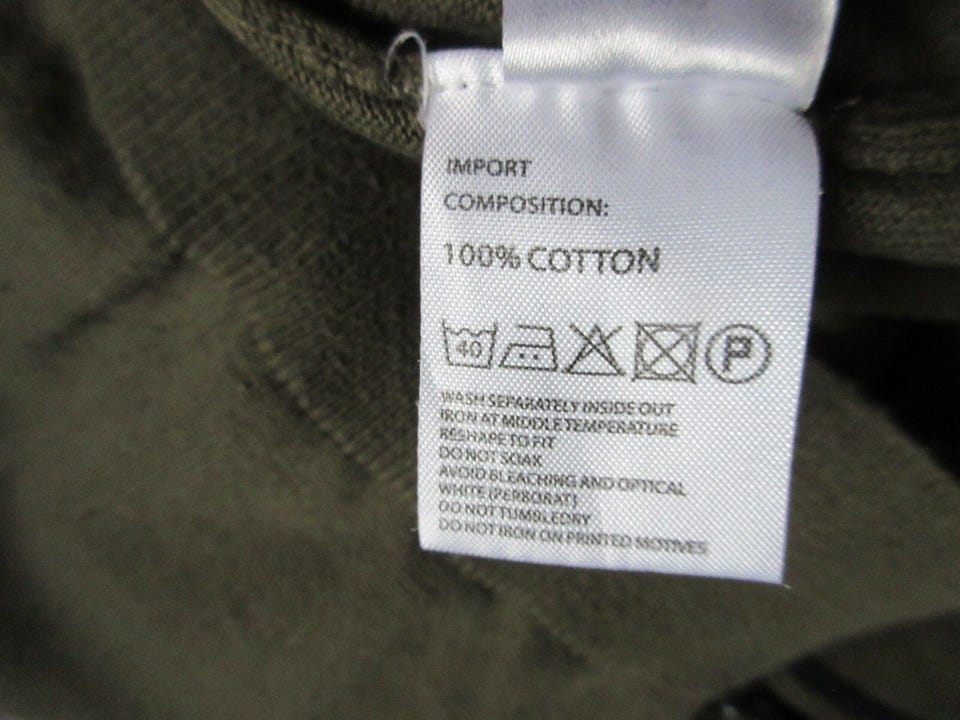 IMPORT
COMPOSITION:
100% COTTON
40 P
WASH SEPARATELY INSIDE OUT
IRON AT MIDDLE TEMPERATURE
RESHAPE TO FIT
DO NOT SOAK
AVOID BLEACHING AND OPTICAL
WHITE (PERBORAT)
DO NOT TUMBLEDRY
DO NOT IRON ON PRINTED MOTIVES